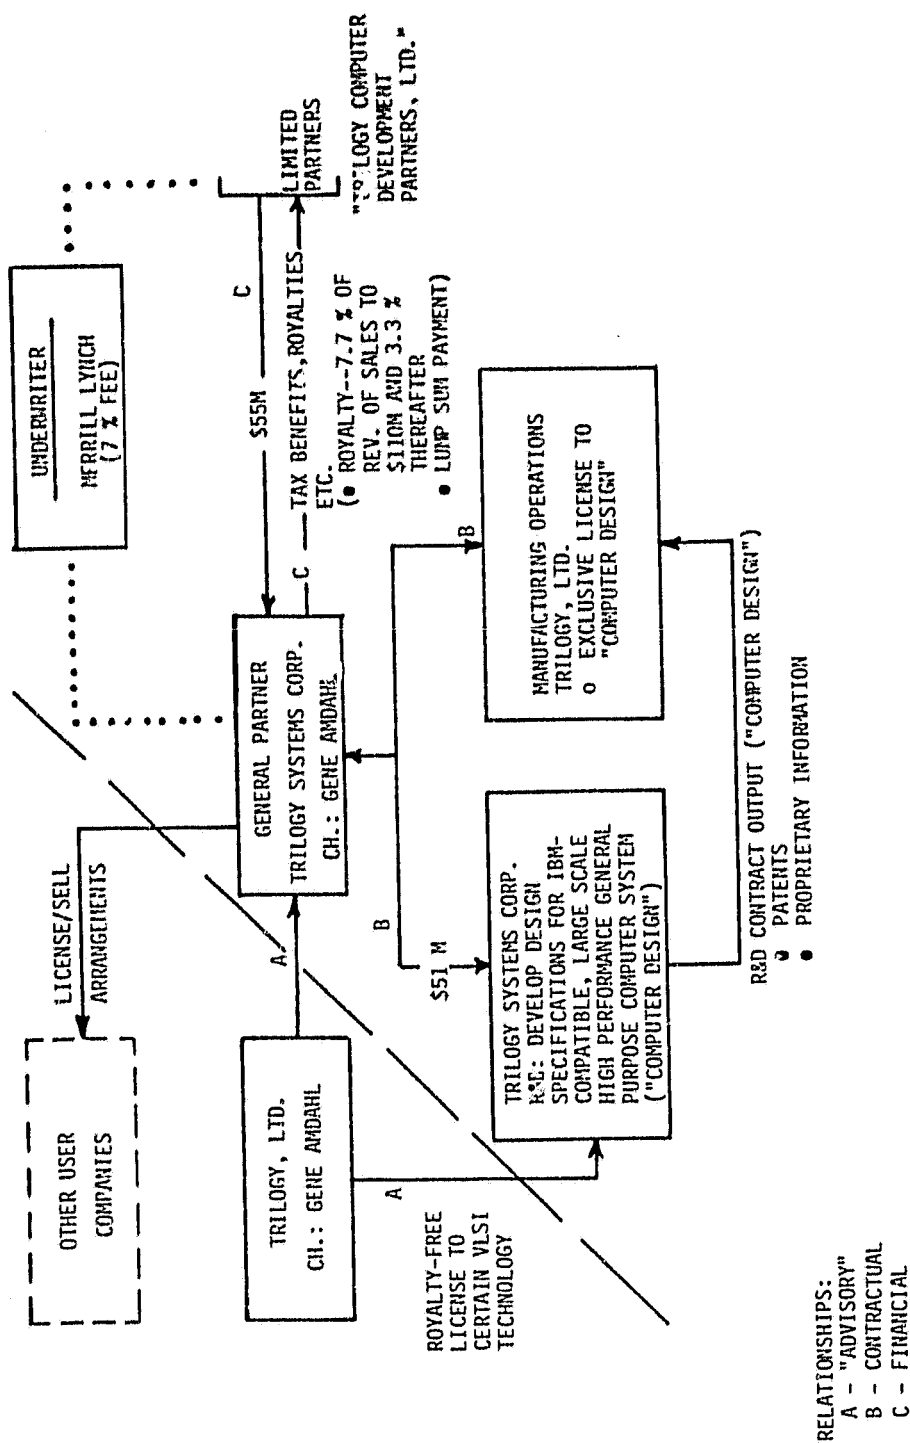 OTHER USER
COMPANIES
LICENSE/SELL
ARRANGEMENTS
UNDERWRITER
MERRILL LYNCH
(7 % FEE)
TRILOGY, LTD.
CH.: GENE AMDAHL
A
GENERAL PARTNER
TRILOGY SYSTEMS CORP.
CH.: GENE AMDAHL
$55M
C
C
TAX BENEFITS,ROYALTIES
ETC.
(● ROYALTY--7.7 % OF
REV. OF SALES TO
$110M AND 3.3 %
THEREAFTER
● LUMP SUM PAYMENT)
LIMITED
PARTNERS
"TRILOGY COMPUTER
DEVELOPMENT
PARTNERS, LTD."
A
ROYALTY-FREE
LICENSE TO
CERTAIN VLSI
TECHNOLOGY
B
$51 M
B
TRILOGY SYSTEMS CORP.
R&D: DEVELOP DESIGN
SPECIFICATIONS FOR IBM-
COMPATIBLE, LARGE SCALE
HIGH PERFORMANCE GENERAL
PURPOSE COMPUTER SYSTEM
("COMPUTER DESIGN")
MANUFACTURING OPERATIONS
TRILOGY, LTD.
o EXCLUSIVE LICENSE TO
"COMPUTER DESIGN"
R&D CONTRACT OUTPUT ("COMPUTER DESIGN")
● PATENTS
● PROPRIETARY INFORMATION
RELATIONSHIPS:
A - "ADVISORY"
B - CONTRACTUAL
C - FINANCIAL